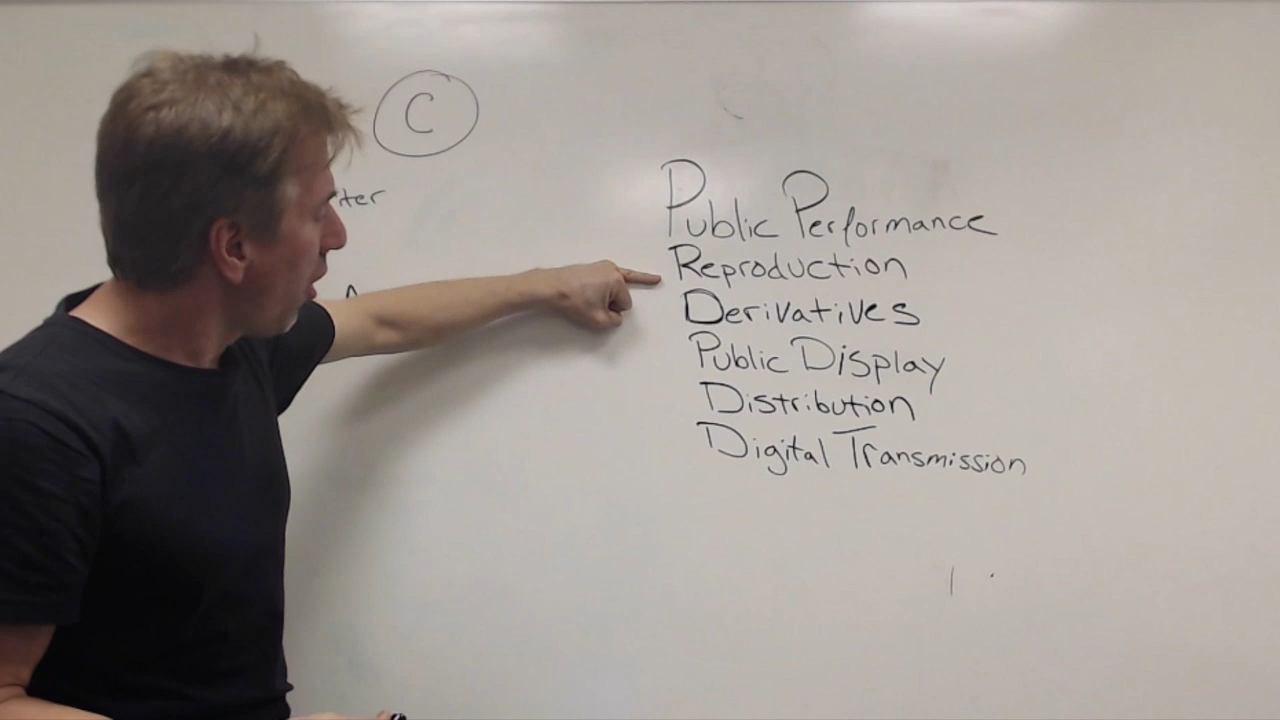 C
Public Performance
Reproduction
Derivatives
Public Display
Distribution
Digital Transmission